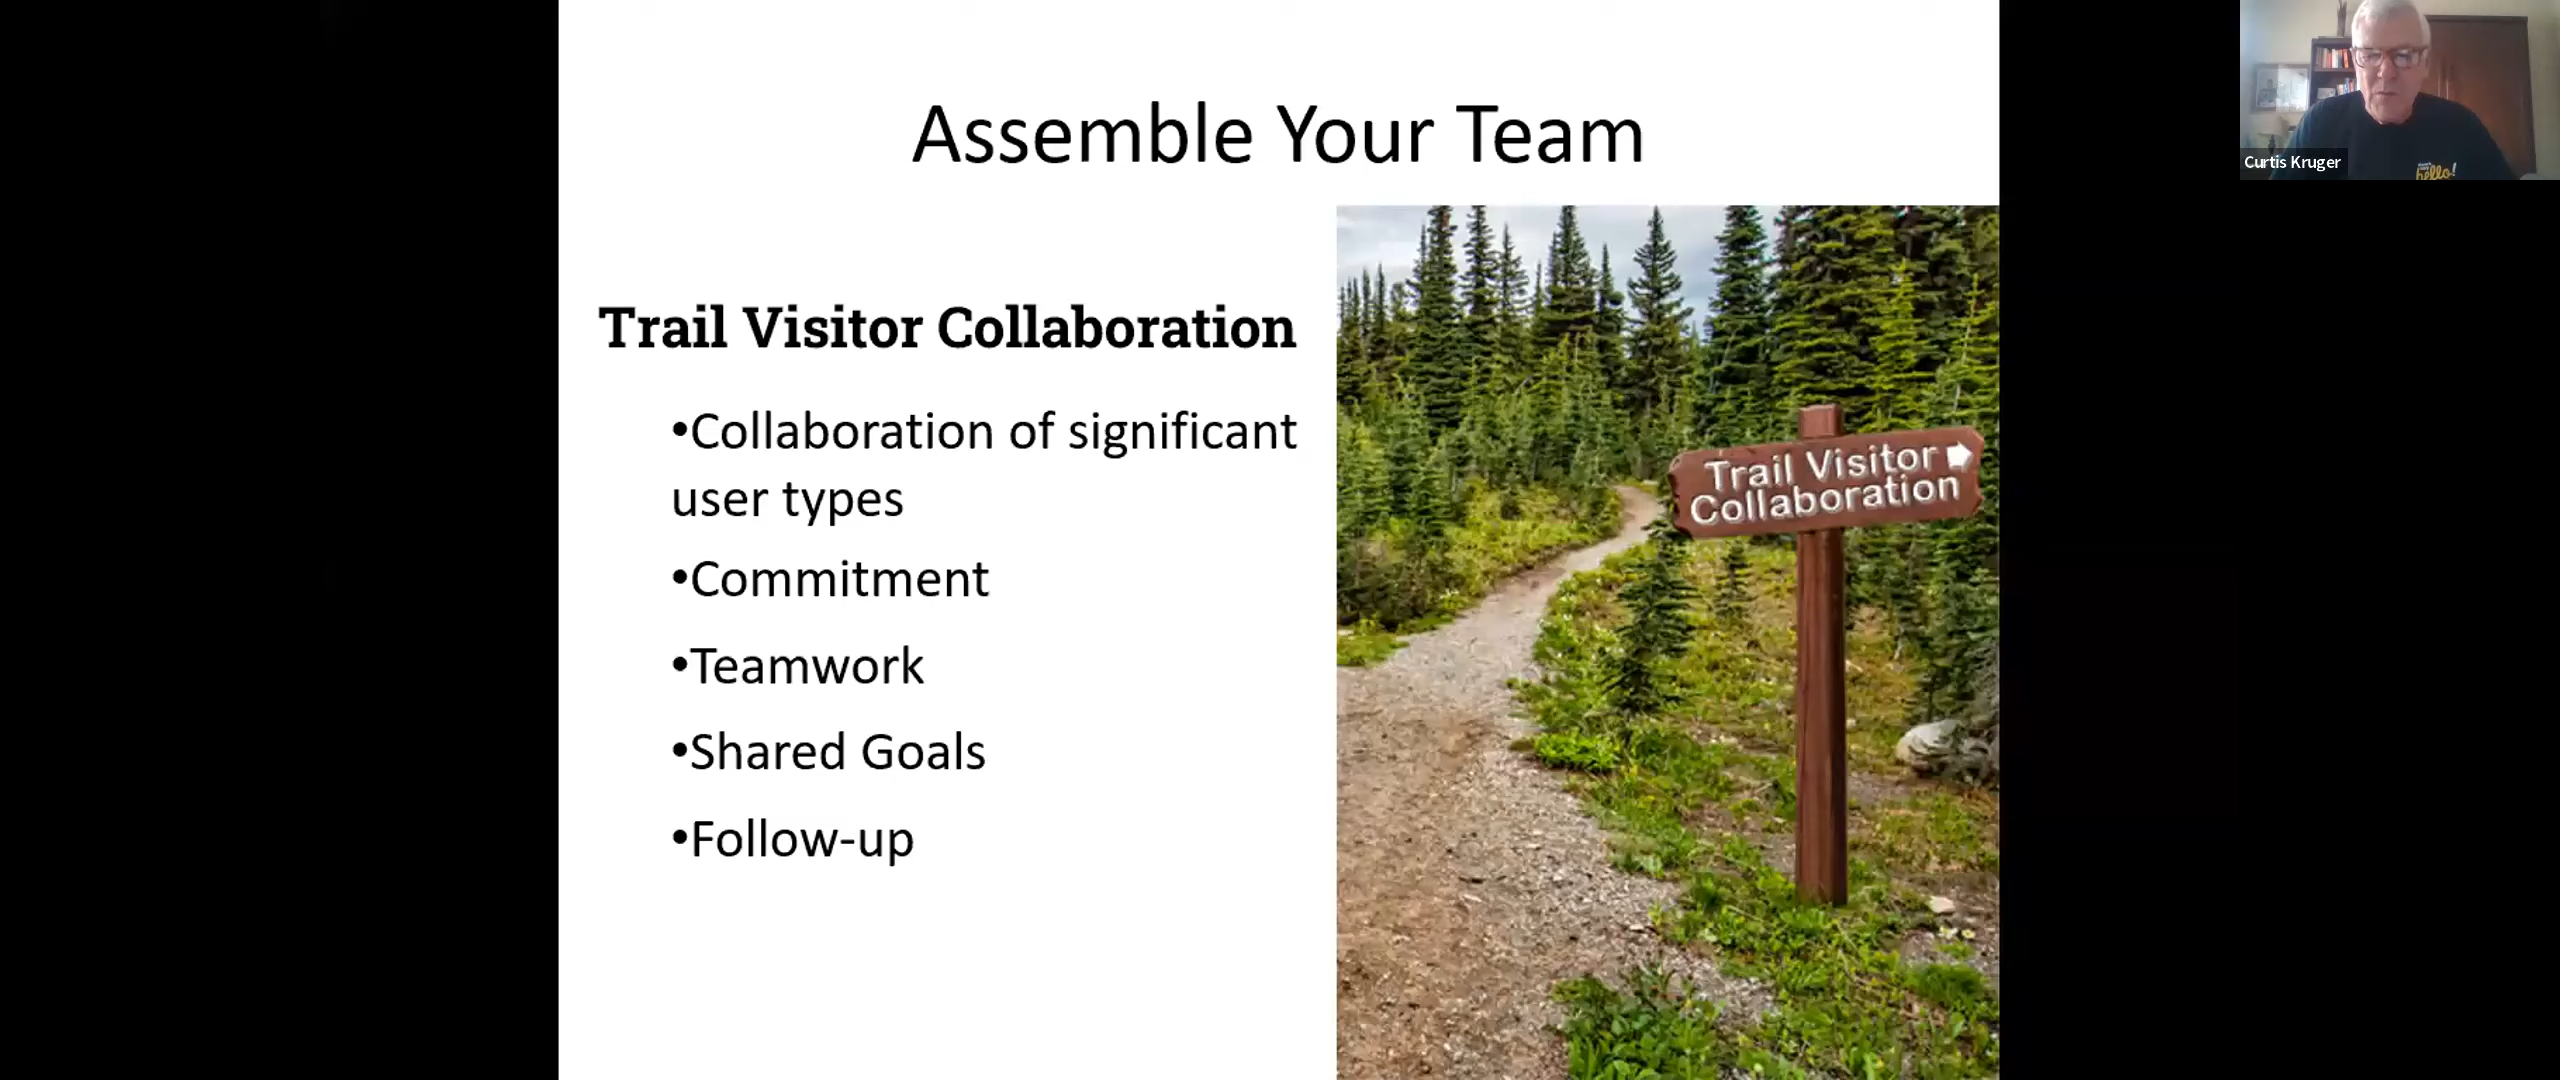 Assemble Your Team
Trail Visitor Collaboration
•Collaboration of significant
user types
•Commitment
•Teamwork
•Shared Goals
•Follow-up
Trail Visitor
Collaboration
Curtis Kruger
hello!